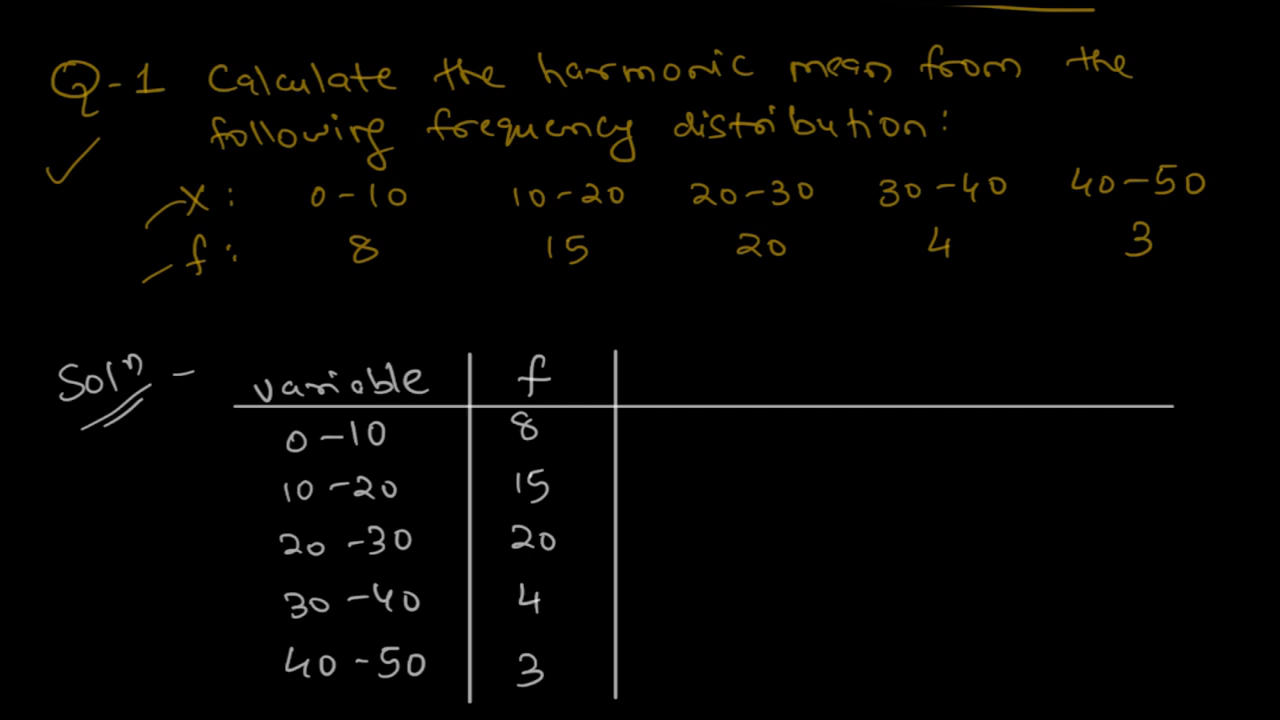 Q-1 Calculate the harmonic mean from the
following frequency distribution:
X: 0-10 10-20 20-30 30-40 40-50
f: 8 15 20 4 3
Solⁿ - variable f
0-10 8
10-20 15
20-30 20
30-40 4
40-50 3